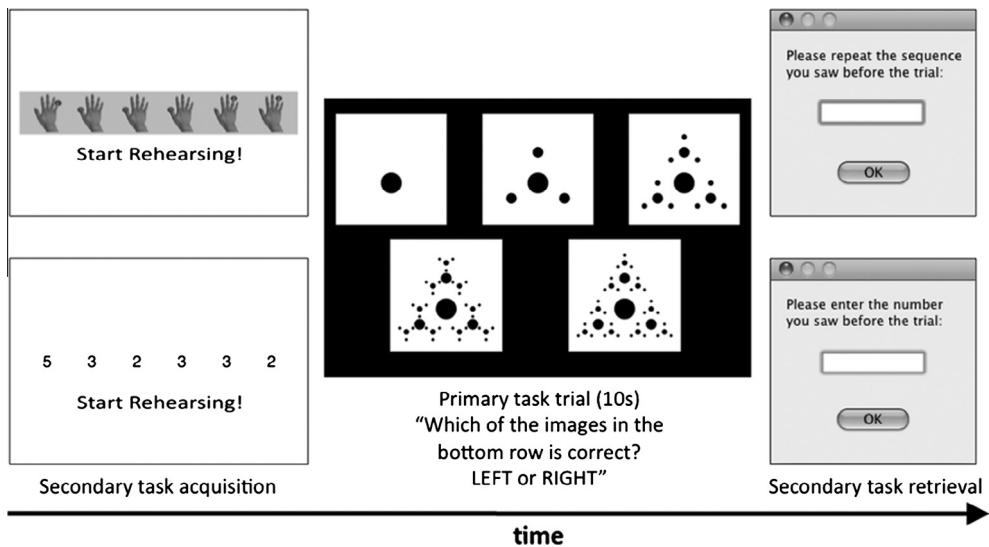 Start Rehearsing!
5 3 2 3 3 2
Start Rehearsing!
Secondary task acquisition
Primary task trial (10s)
“Which of the images in the
bottom row is correct?
LEFT or RIGHT”
Please repeat the sequence
you saw before the trial:
OK
Please enter the number
you saw before the trial:
OK
Secondary task retrieval
time